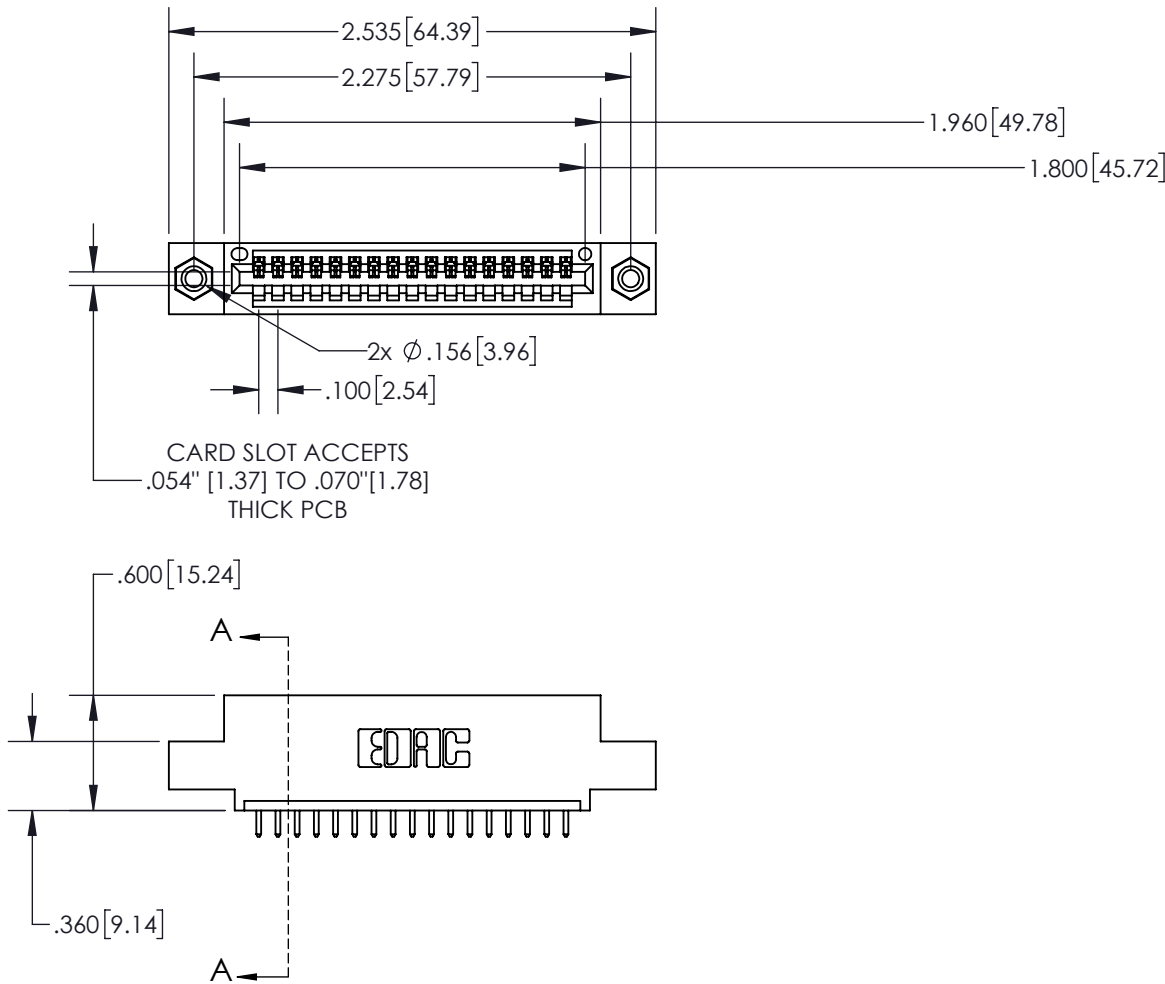 2.535[64.39]
2.275[57.79]
1.960[49.78]
1.800[45.72]
2x ∅.156[3.96]
.100[2.54]
CARD SLOT ACCEPTS
.054" [1.37] TO .070"[1.78]
THICK PCB
.600[15.24]
A
EDAC
.360[9.14]
A